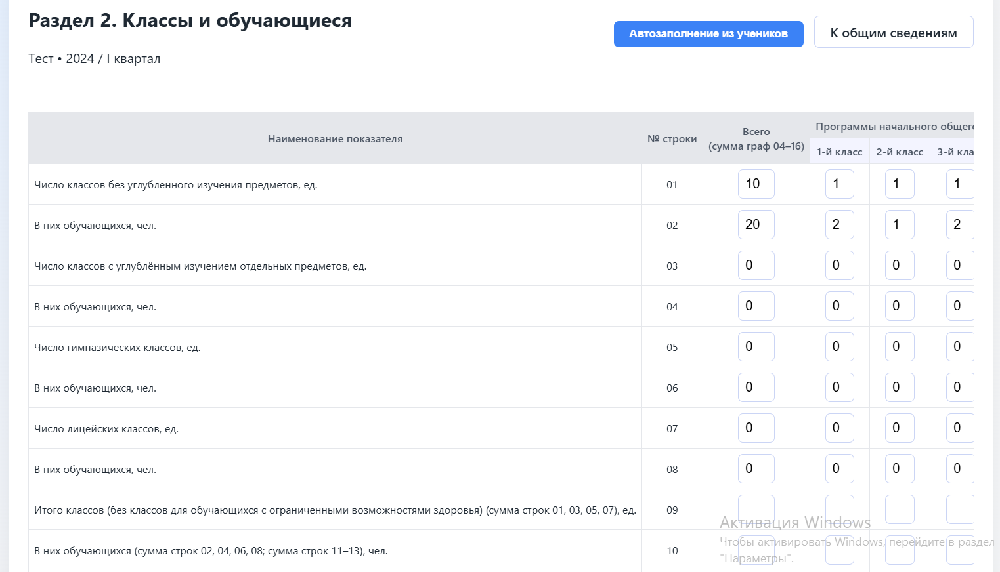 Раздел 2. Классы и обучающиеся
Автозаполнение из учеников
К общим сведениям
Тест • 2024 / I квартал
Наименование показателя
№ строки
Всего
(сумма граф 04–16)
Программы начального общего
1-й класс 2-й класс 3-й кла
Число классов без углубленного изучения предметов, ед. 01 10 1 1 1
В них обучающихся, чел. 02 20 2 1 2
Число классов с углублённым изучением отдельных предметов, ед. 03 0 0 0 0
В них обучающихся, чел. 04 0 0 0 0
Число гимназических классов, ед. 05 0 0 0 0
В них обучающихся, чел. 06 0 0 0 0
Число лицейских классов, ед. 07 0 0 0 0
В них обучающихся, чел. 08 0 0 0 0
Итого классов (без классов для обучающихся с ограниченными возможностями здоровья) (сумма строк 01, 03, 05, 07), ед. 09
В них обучающихся (сумма строк 02, 04, 06, 08; сумма строк 11–13), чел. 10
Активация Windows
Чтобы активировать Windows, перейдите в раздел
"Параметры".